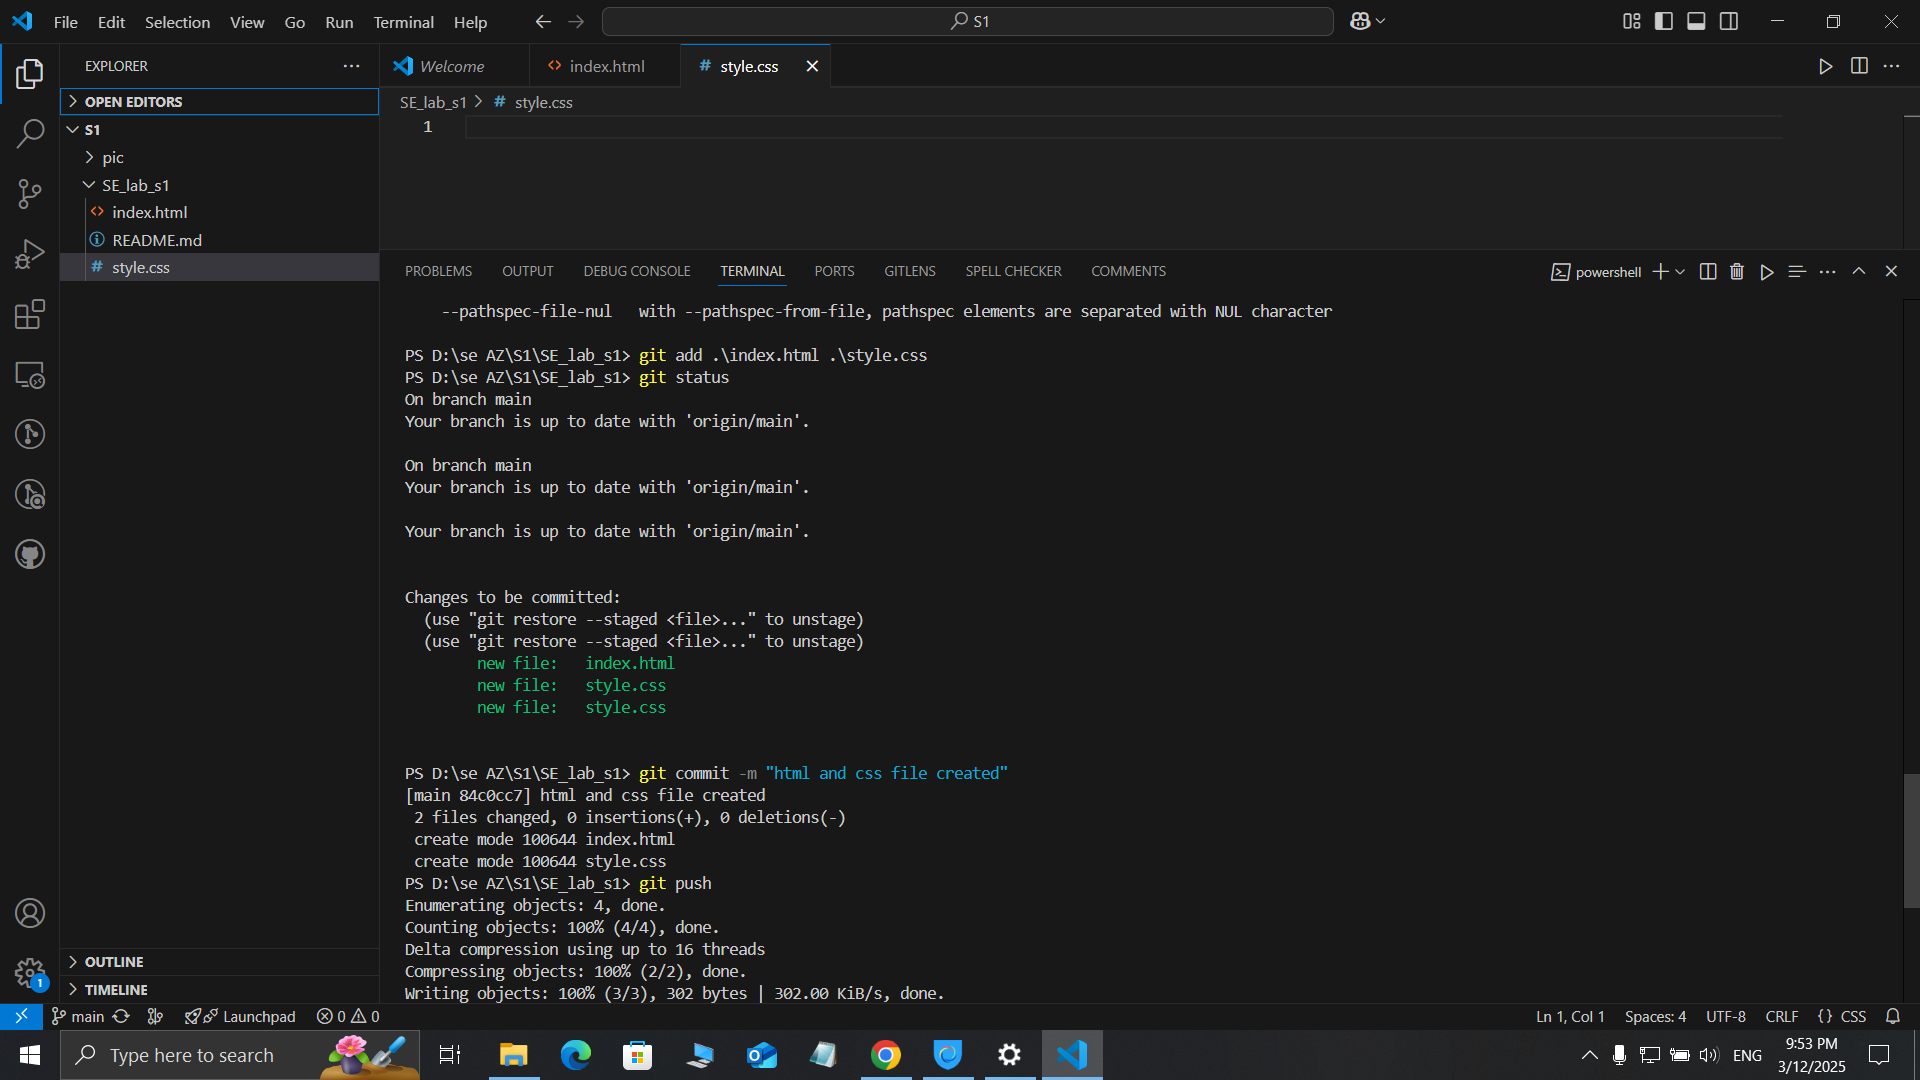 File Edit Selection View Go Run Terminal Help
S1
EXPLORER
OPEN EDITORS
S1
pic
SE_lab_s1
index.html
README.md
style.css
OUTLINE
TIMELINE
Welcome
index.html
style.css
SE_lab_s1 > # style.css
1
PROBLEMS OUTPUT DEBUG CONSOLE TERMINAL PORTS GITLENS SPELL CHECKER COMMENTS
powershell
--pathspec-file-nul   with --pathspec-from-file, pathspec elements are separated with NUL character
PS D:\se AZ\S1\SE_lab_s1> git add .\index.html .\style.css
PS D:\se AZ\S1\SE_lab_s1> git status
On branch main
Your branch is up to date with 'origin/main'.
On branch main
Your branch is up to date with 'origin/main'.
Your branch is up to date with 'origin/main'.
Changes to be committed:
(use "git restore --staged <file>..." to unstage)
(use "git restore --staged <file>..." to unstage)
new file:   index.html
new file:   style.css
new file:   style.css
PS D:\se AZ\S1\SE_lab_s1> git commit -m "html and css file created"
[main 84c0cc7] html and css file created
2 files changed, 0 insertions(+), 0 deletions(-)
create mode 100644 index.html
create mode 100644 style.css
PS D:\se AZ\S1\SE_lab_s1> git push
Enumerating objects: 4, done.
Counting objects: 100% (4/4), done.
Delta compression using up to 16 threads
Compressing objects: 100% (2/2), done.
Writing objects: 100% (3/3), 302 bytes | 302.00 KiB/s, done.
1
main Launchpad 0 0 Ln 1, Col 1 Spaces: 4 UTF-8 CRLF {} CSS
Type here to search
ENG
9:53 PM
3/12/2025